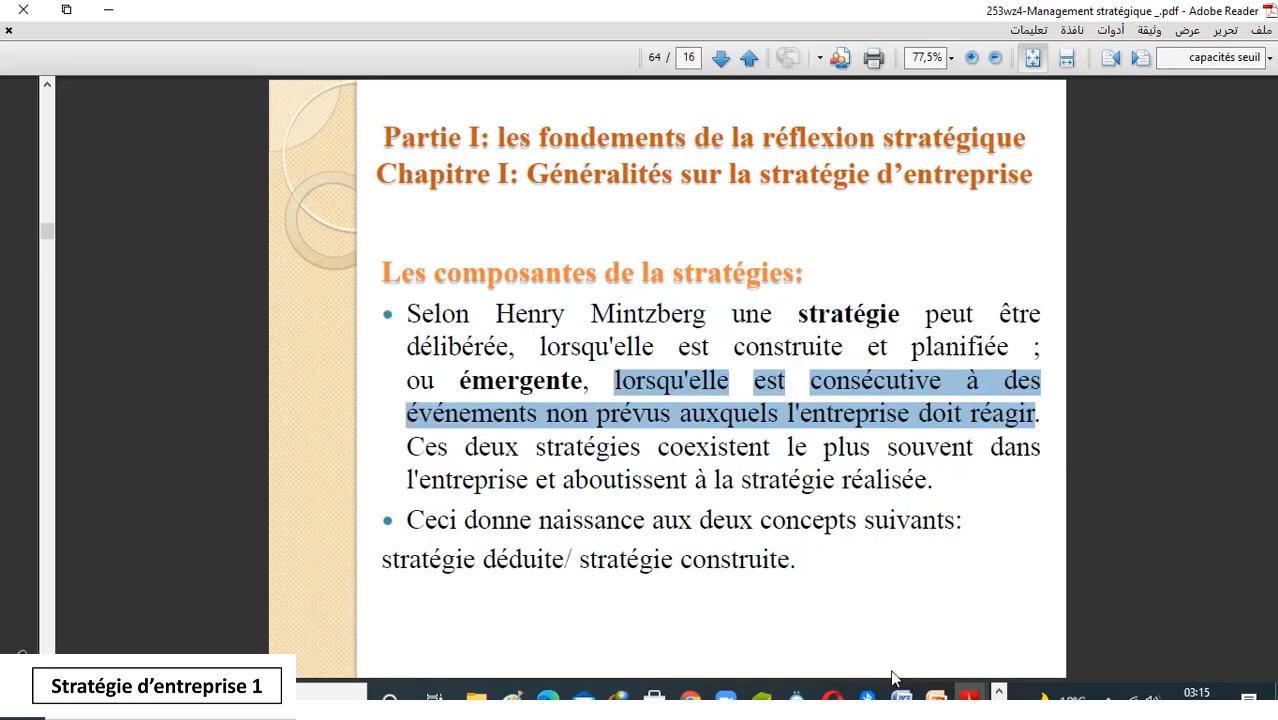 253wz4-Management stratégique _.pdf - Adobe Reader
ملف تحرير عرض وثيقة أدوات نافذة تعليمات
64 / 16
77,5%
capacités seuil
Partie I: les fondements de la réflexion stratégique
Chapitre I: Généralités sur la stratégie d’entreprise
Les composantes de la stratégies:
• Selon Henry Mintzberg une stratégie peut être
délibérée, lorsqu'elle est construite et planifiée ;
ou émergente, lorsqu'elle est consécutive à des
événements non prévus auxquels l'entreprise doit réagir.
Ces deux stratégies coexistent le plus souvent dans
l'entreprise et aboutissent à la stratégie réalisée.
• Ceci donne naissance aux deux concepts suivants:
stratégie déduite/ stratégie construite.
Stratégie d’entreprise 1
03:15